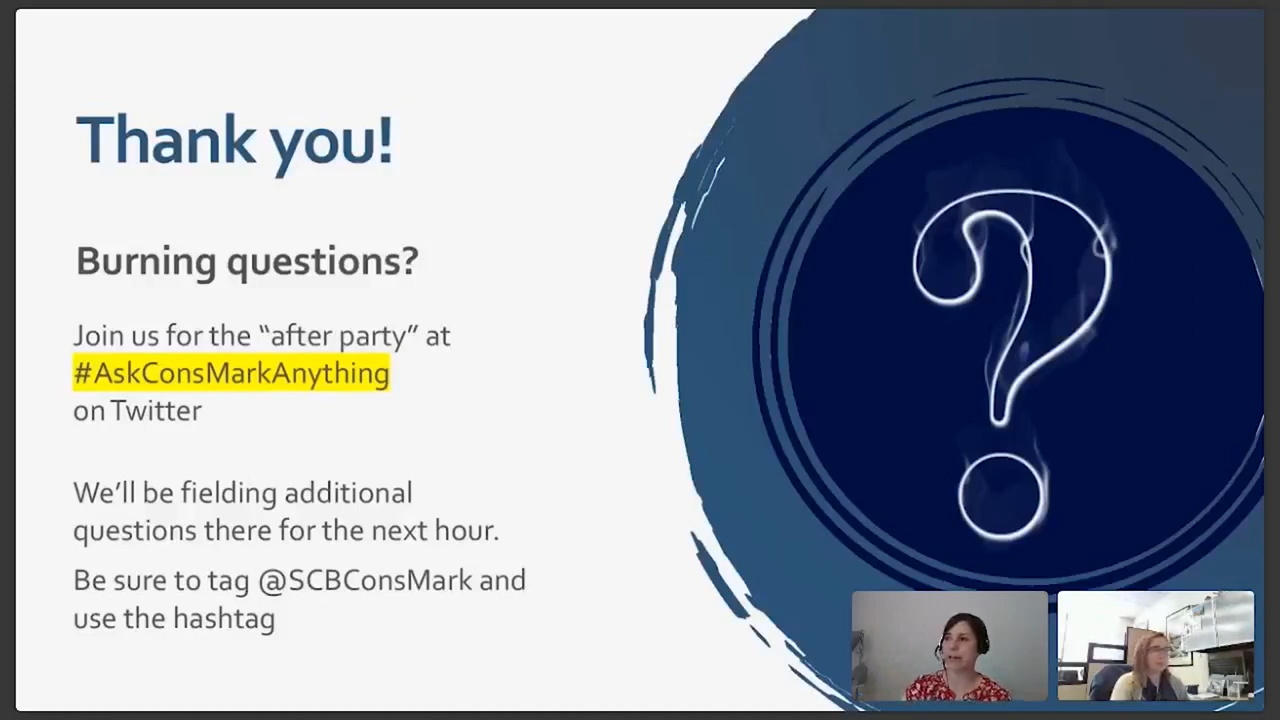 Thank you!
Burning questions?
Join us for the “after party” at
#AskConsMarkAnything
on Twitter
We’ll be fielding additional
questions there for the next hour.
Be sure to tag @SCBConsMark and
use the hashtag